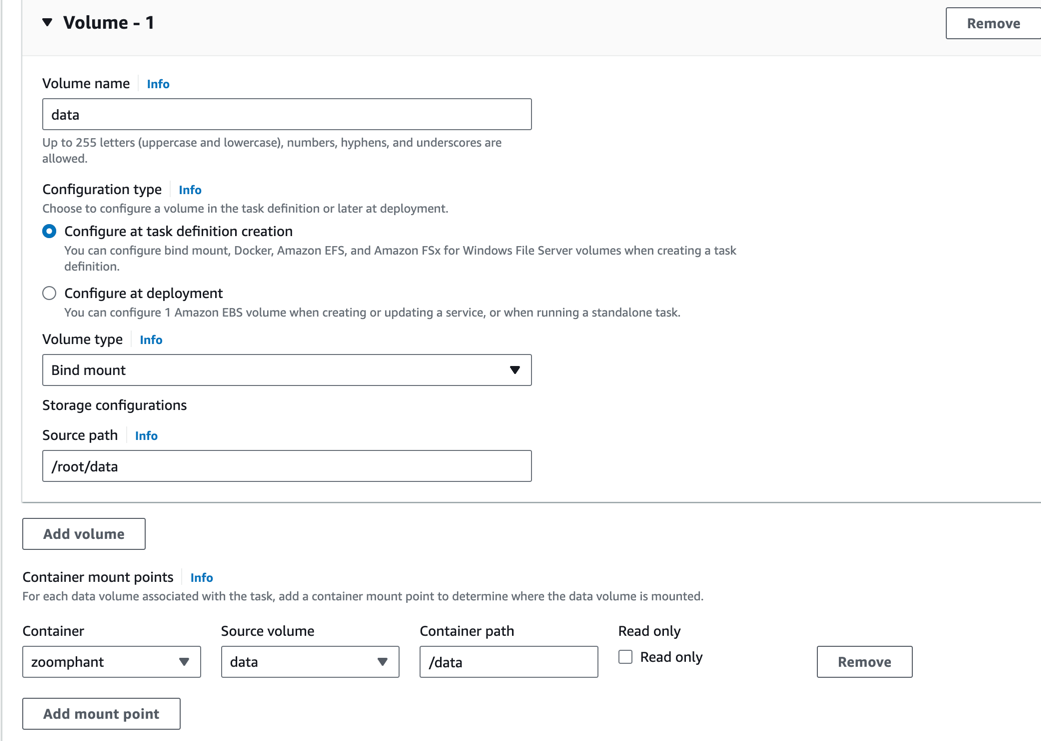 Volume - 1
Remove
Volume name Info
data
Up to 255 letters (uppercase and lowercase), numbers, hyphens, and underscores are
allowed.
Configuration type Info
Choose to configure a volume in the task definition or later at deployment.
Configure at task definition creation
You can configure bind mount, Docker, Amazon EFS, and Amazon FSx for Windows File Server volumes when creating a task
definition.
Configure at deployment
You can configure 1 Amazon EBS volume when creating or updating a service, or when running a standalone task.
Volume type Info
Bind mount
Storage configurations
Source path Info
/root/data
Add volume
Container mount points Info
For each data volume associated with the task, add a container mount point to determine where the data volume is mounted.
Container Source volume Container path Read only
zoomphant data /data Read only Remove
Add mount point